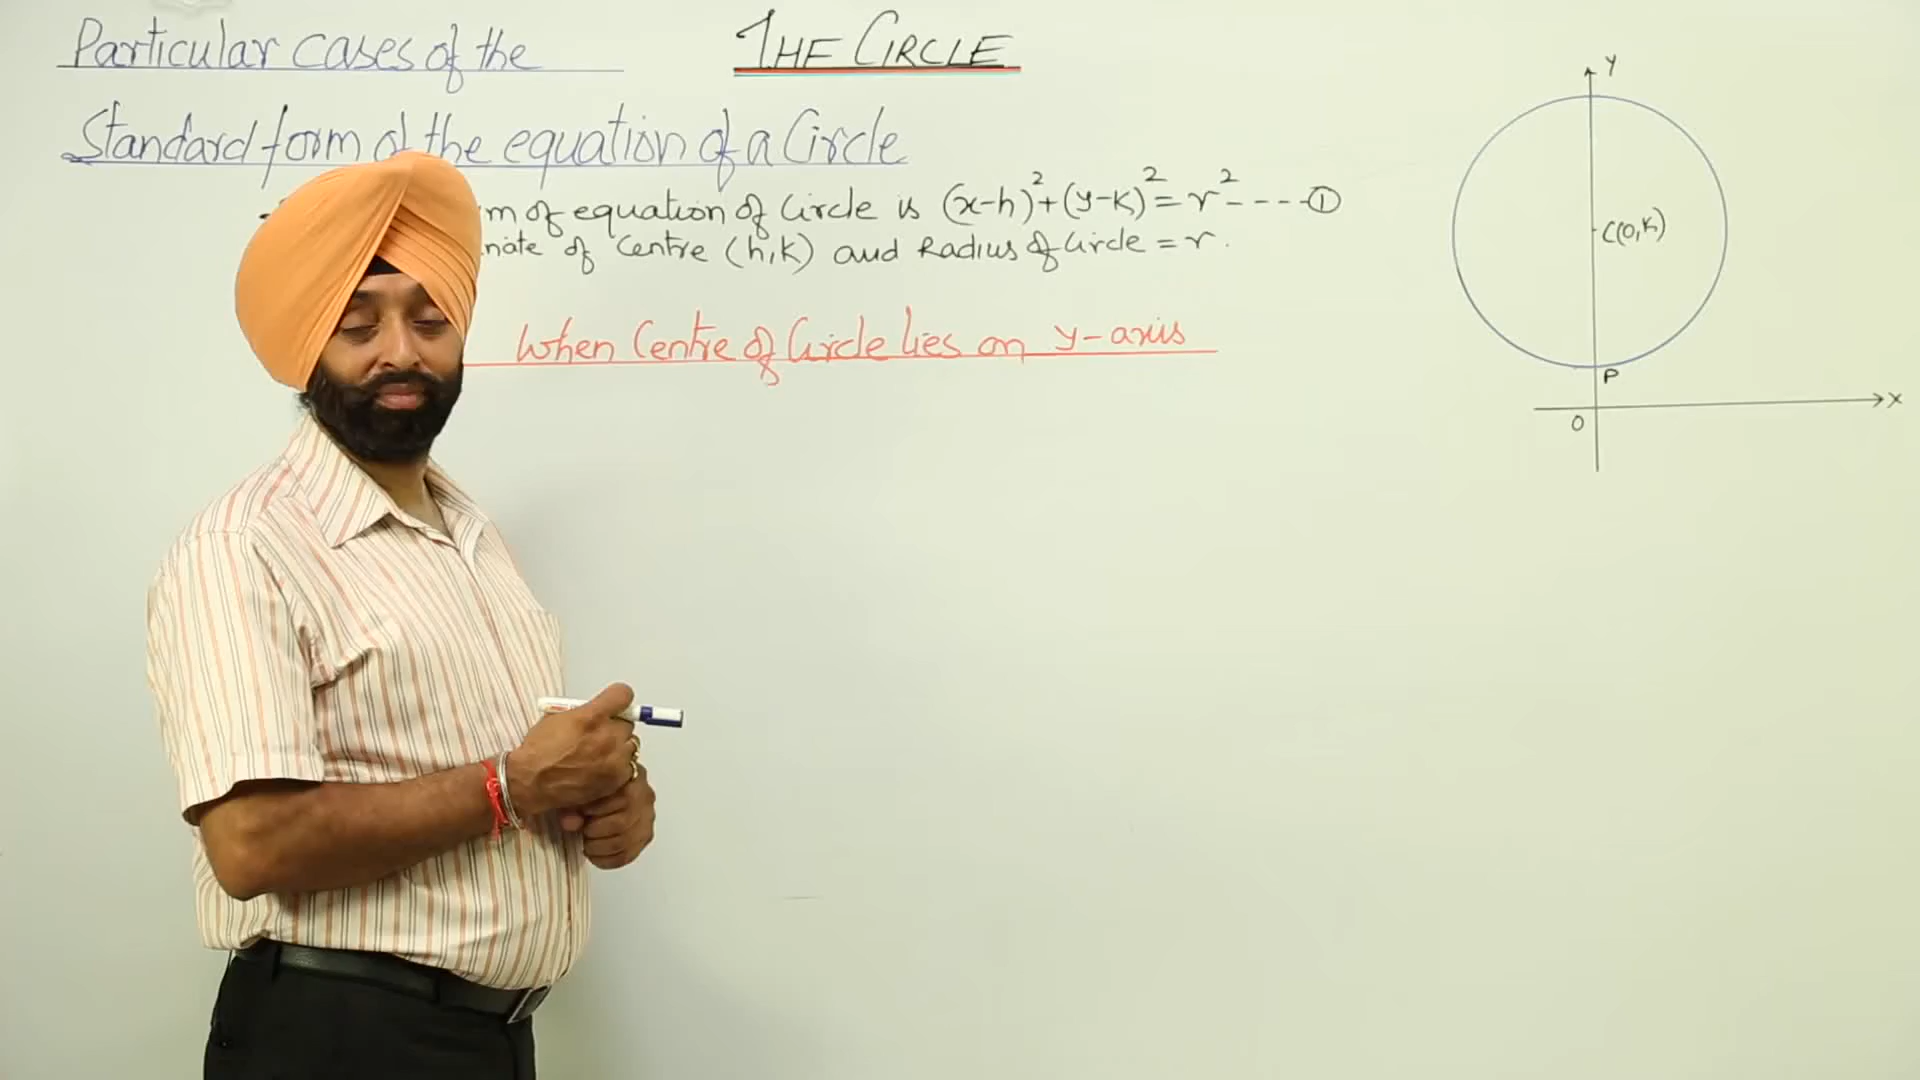 THE CIRCLE
Particular cases of the
Standard form of the equation of a Circle
of equation of Circle is (x-h)²+(y-k)²=r²----①
of Centre (h,k) and Radius of Circle = r.
When Centre of Circle lies on y-axis
Y
C(0,k)
P
O
X